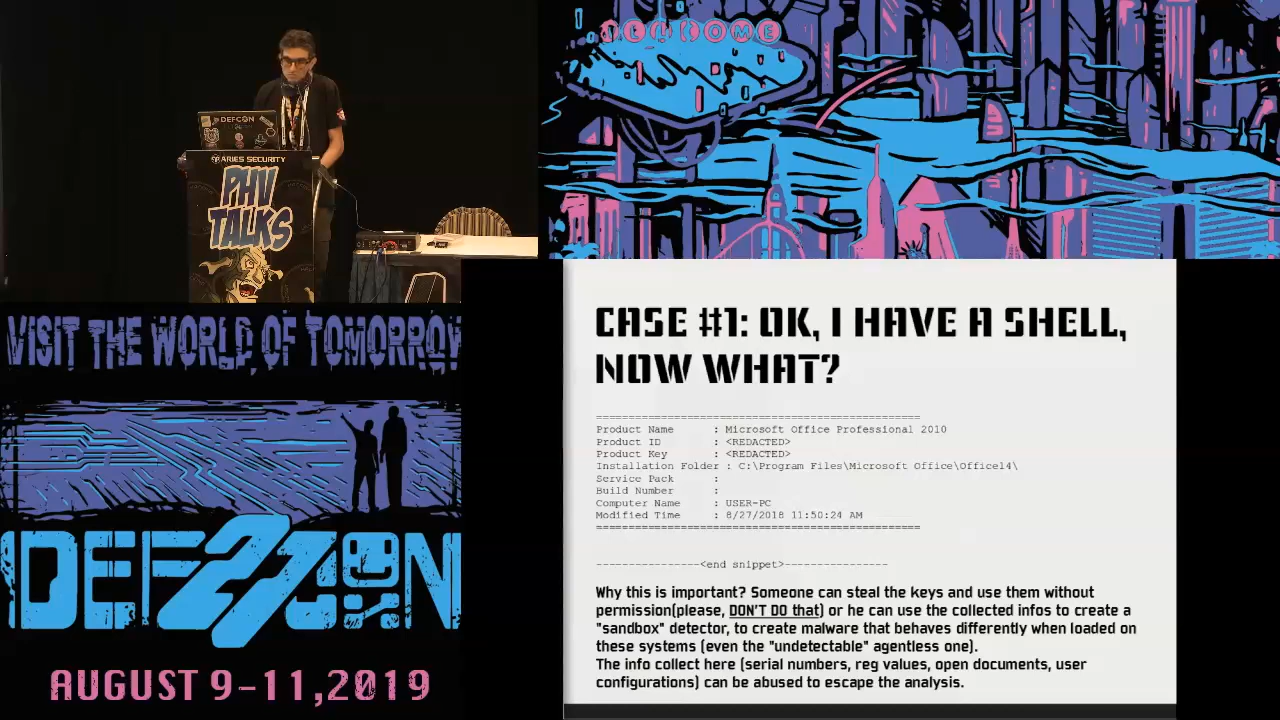 WELCOME
DEFCON
ARIES SECURITY
PHV
TALKS
VISIT THE WORLD OF TOMORROW
DEF27CON
AUGUST 9-11,2019
CASE #1: OK, I HAVE A SHELL,
NOW WHAT?
==================================================
Product Name : Microsoft Office Professional 2010
Product ID : <REDACTED>
Product Key : <REDACTED>
Installation Folder : C:\Program Files\Microsoft Office\Office14\
Service Pack :
Build Number :
Computer Name : USER-PC
Modified Time : 8/27/2018 11:50:24 AM
==================================================
----------------<end snippet>----------------
Why this is important? Someone can steal the keys and use them without
permission(please, DON'T DO that) or he can use the collected infos to create a
"sandbox" detector, to create malware that behaves differently when loaded on
these systems (even the "undetectable" agentless one).
The info collect here (serial numbers, reg values, open documents, user
configurations) can be abused to escape the analysis.